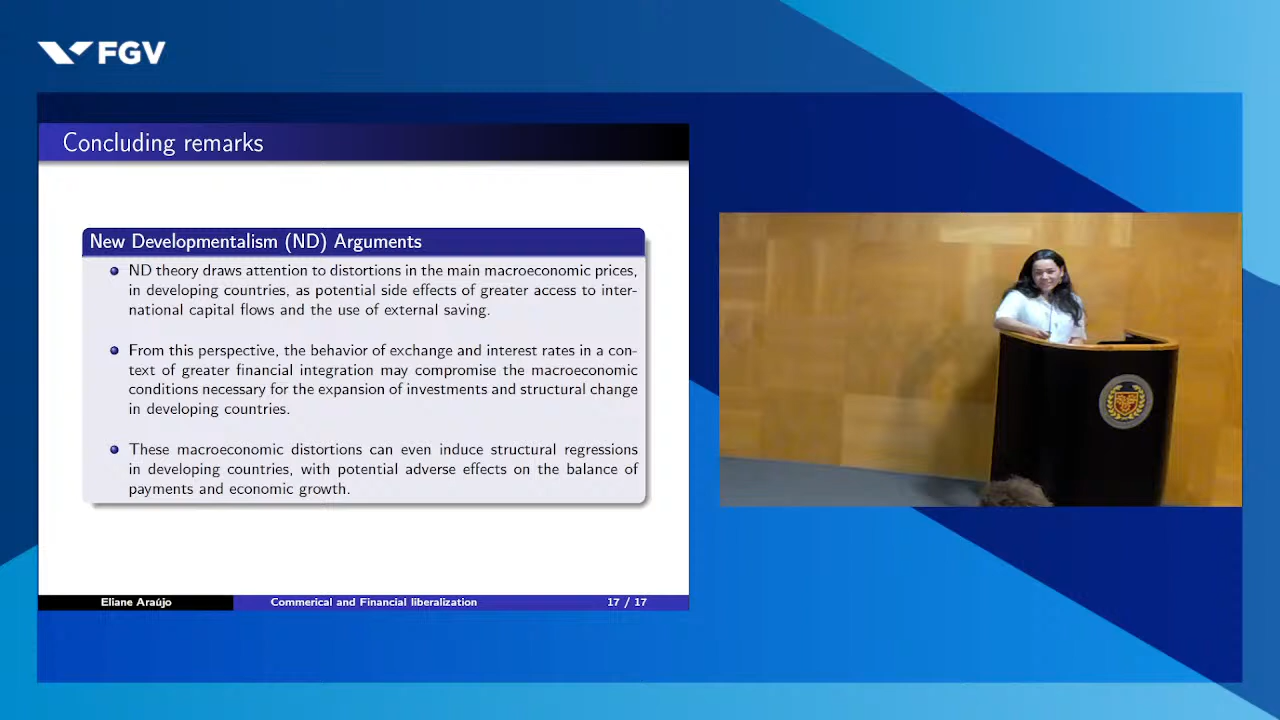 FGV
Concluding remarks
New Developmentalism (ND) Arguments
ND theory draws attention to distortions in the main macroeconomic prices,
in developing countries, as potential side effects of greater access to inter-
national capital flows and the use of external saving.
From this perspective, the behavior of exchange and interest rates in a con-
text of greater financial integration may compromise the macroeconomic
conditions necessary for the expansion of investments and structural change
in developing countries.
These macroeconomic distortions can even induce structural regressions
in developing countries, with potential adverse effects on the balance of
payments and economic growth.
Eliane Araújo Commerical and Financial liberalization 17 / 17